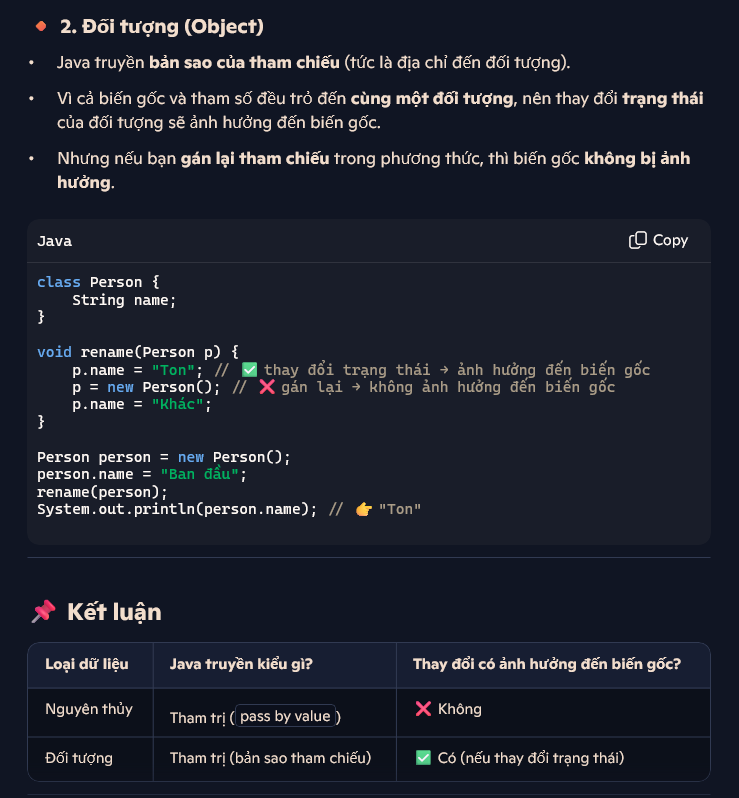 🔸 2. Đối tượng (Object)
• Java truyền bản sao của tham chiếu (tức là địa chỉ đến đối tượng).
• Vì cả biến gốc và tham số đều trỏ đến cùng một đối tượng, nên thay đổi trạng thái
của đối tượng sẽ ảnh hưởng đến biến gốc.
• Nhưng nếu bạn gán lại tham chiếu trong phương thức, thì biến gốc không bị ảnh
hưởng.
Java
Copy
class Person {
    String name;
}
void rename(Person p) {
    p.name = "Ton"; // ✅ thay đổi trạng thái → ảnh hưởng đến biến gốc
    p = new Person(); // ❌ gán lại → không ảnh hưởng đến biến gốc
    p.name = "Khác";
}
Person person = new Person();
person.name = "Ban đầu";
rename(person);
System.out.println(person.name); // 👉 "Ton"
📌 Kết luận
Loại dữ liệu
Java truyền kiểu gì?
Thay đổi có ảnh hưởng đến biến gốc?
Nguyên thủy
Tham trị (pass by value)
❌ Không
Đối tượng
Tham trị (bản sao tham chiếu)
✅ Có (nếu thay đổi trạng thái)